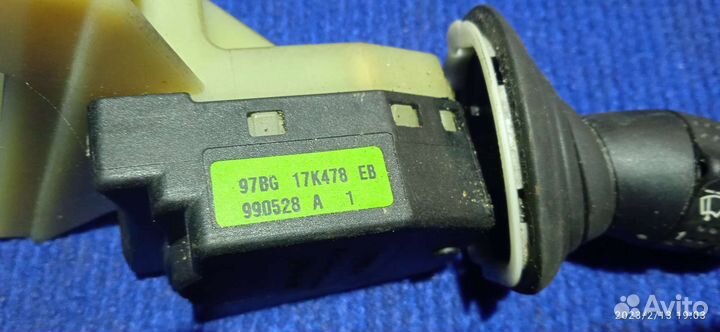 97BG 17K478 EB
990528 A 1
Avito
2023/2/13 19:03